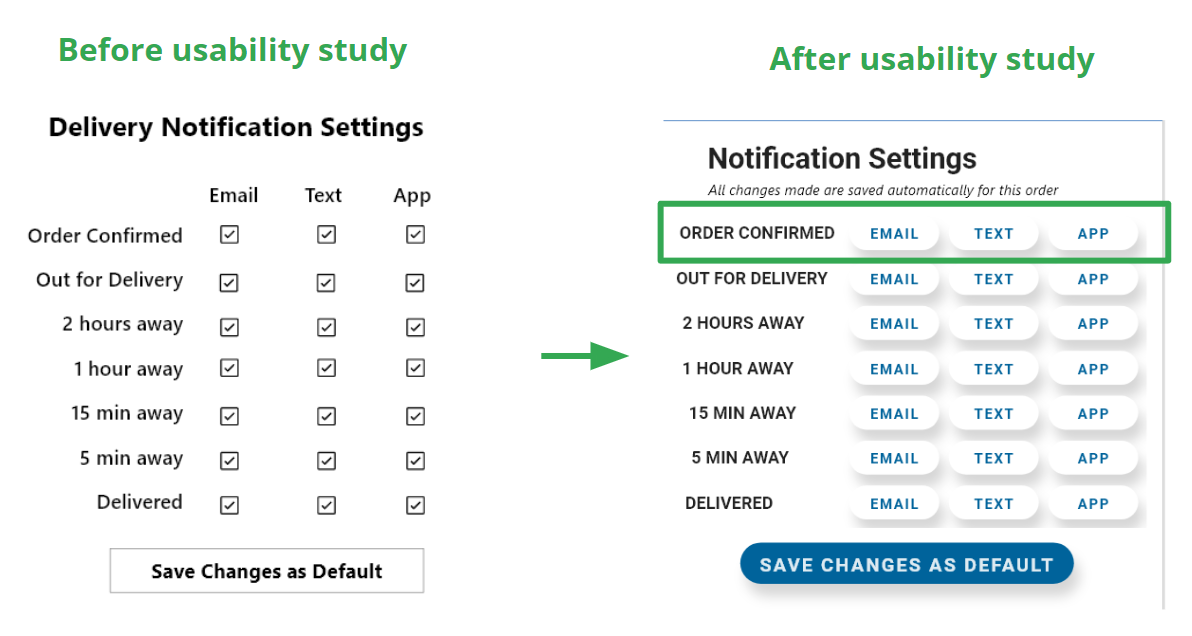 Before usability study
Delivery Notification Settings
Email Text App
Order Confirmed
Out for Delivery
2 hours away
1 hour away
15 min away
5 min away
Delivered
Save Changes as Default
After usability study
Notification Settings
All changes made are saved automatically for this order
ORDER CONFIRMED EMAIL TEXT APP
OUT FOR DELIVERY EMAIL TEXT APP
2 HOURS AWAY EMAIL TEXT APP
1 HOUR AWAY EMAIL TEXT APP
15 MIN AWAY EMAIL TEXT APP
5 MIN AWAY EMAIL TEXT APP
DELIVERED EMAIL TEXT APP
SAVE CHANGES AS DEFAULT